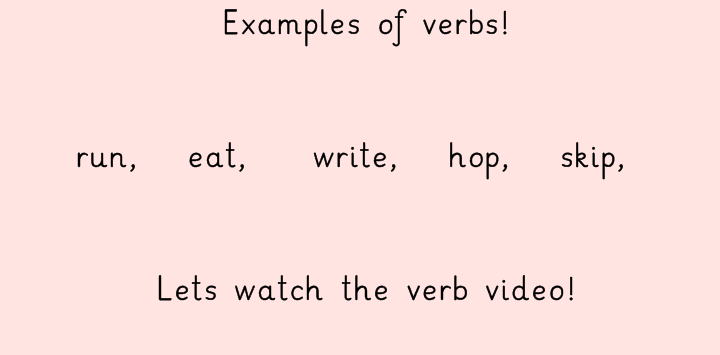 Examples of verbs!
run, eat, write, hop, skip,
Lets watch the verb video!